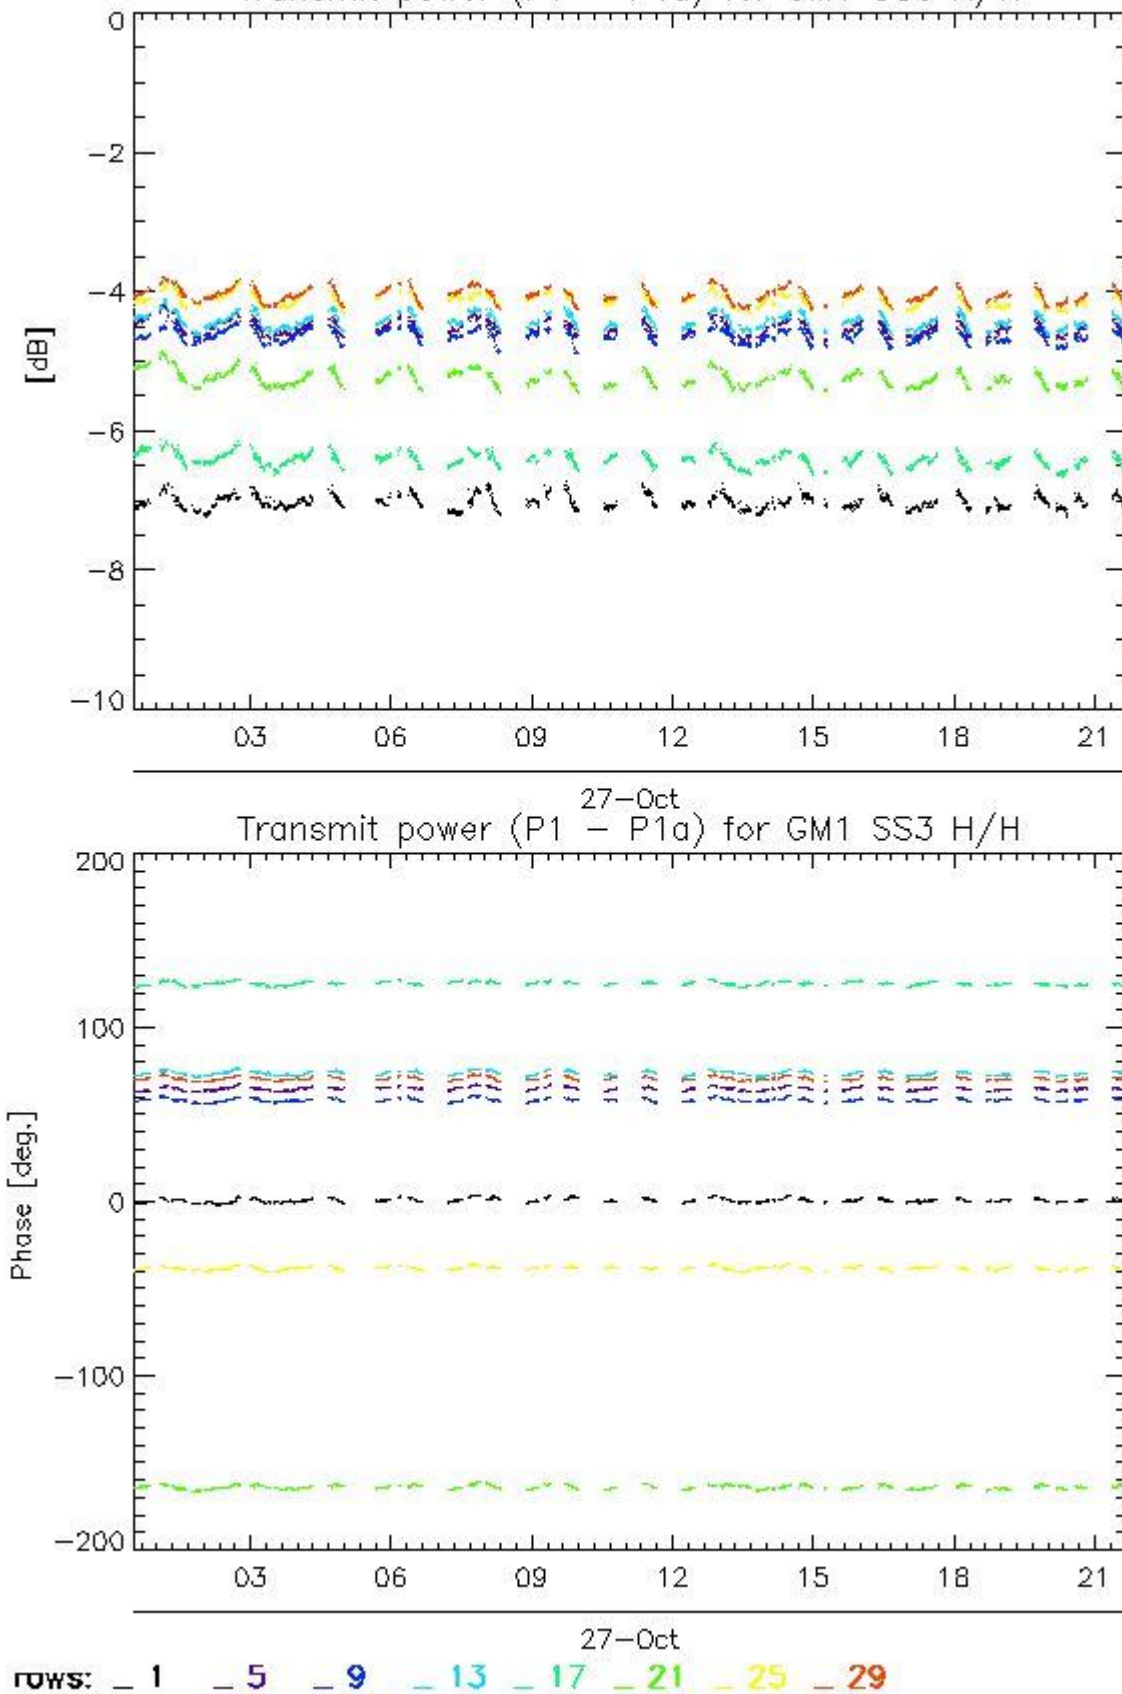 0
-2
-4
[dB]
-6
-8
-10
03 06 09 12 15 18 21
27-Oct
Transmit power (P1 - P1a) for GM1 SS3 H/H
200
100
0
Phase [deg.]
-100
-200
03 06 09 12 15 18 21
27-Oct
rows: _ 1 _ 5 _ 9 _ 13 _ 17 _ 21 _ 25 _ 29